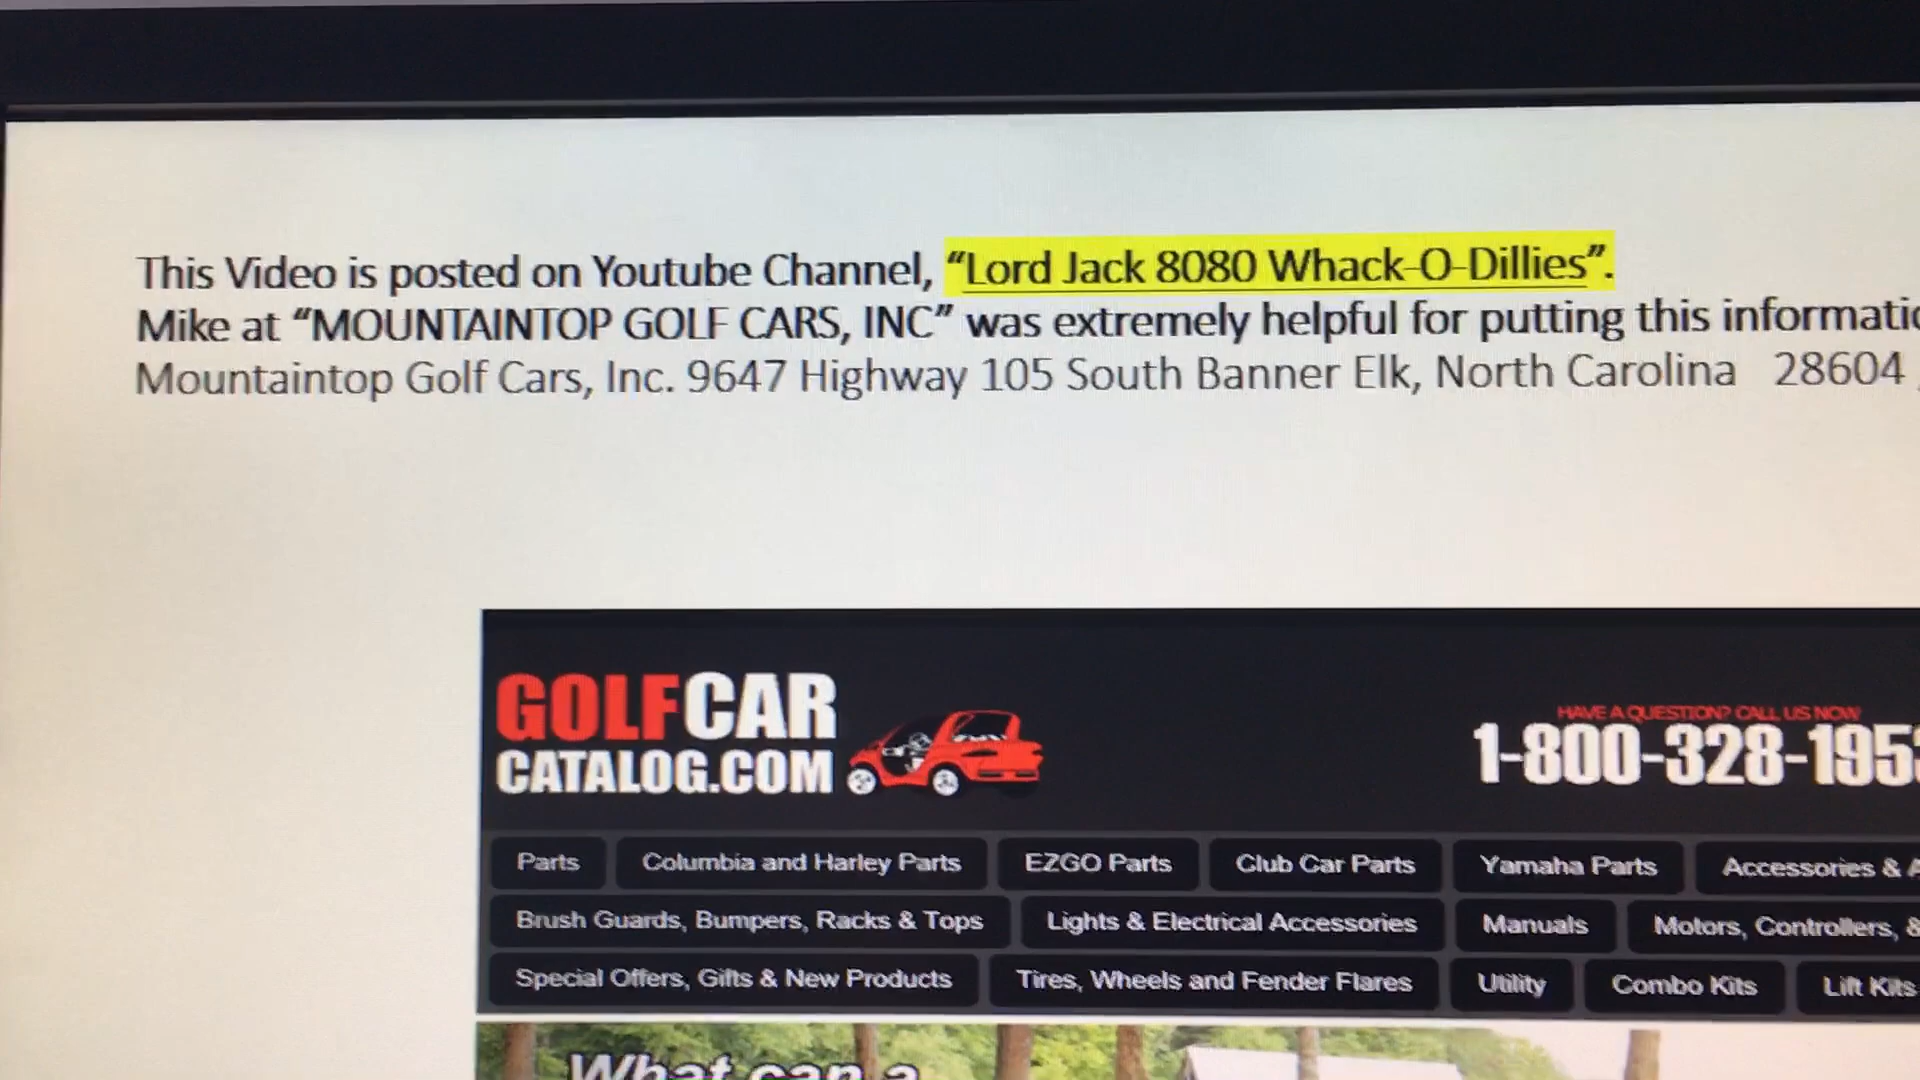 This Video is posted on Youtube Channel, “Lord Jack 8080 Whack-O-Dillies”.
Mike at “MOUNTAINTOP GOLF CARS, INC” was extremely helpful for putting this
Mountaintop Golf Cars, Inc. 9647 Highway 105 South Banner Elk, North Carolina 28604
GOLFCAR
CATALOG.COM
HAVE A QUESTION? CALL US NOW
1-800-328-195
Parts Columbia and Harley Parts EZGO Parts Club Car Parts Yamaha Parts Accessories &
Brush Guards, Bumpers, Racks & Tops Lights & Electrical Accessories Manuals Motors, Controllers, &
Special Offers, Gifts & New Products Tires, Wheels and Fender Flares Utility Combo Kits Lift Kits
What can a